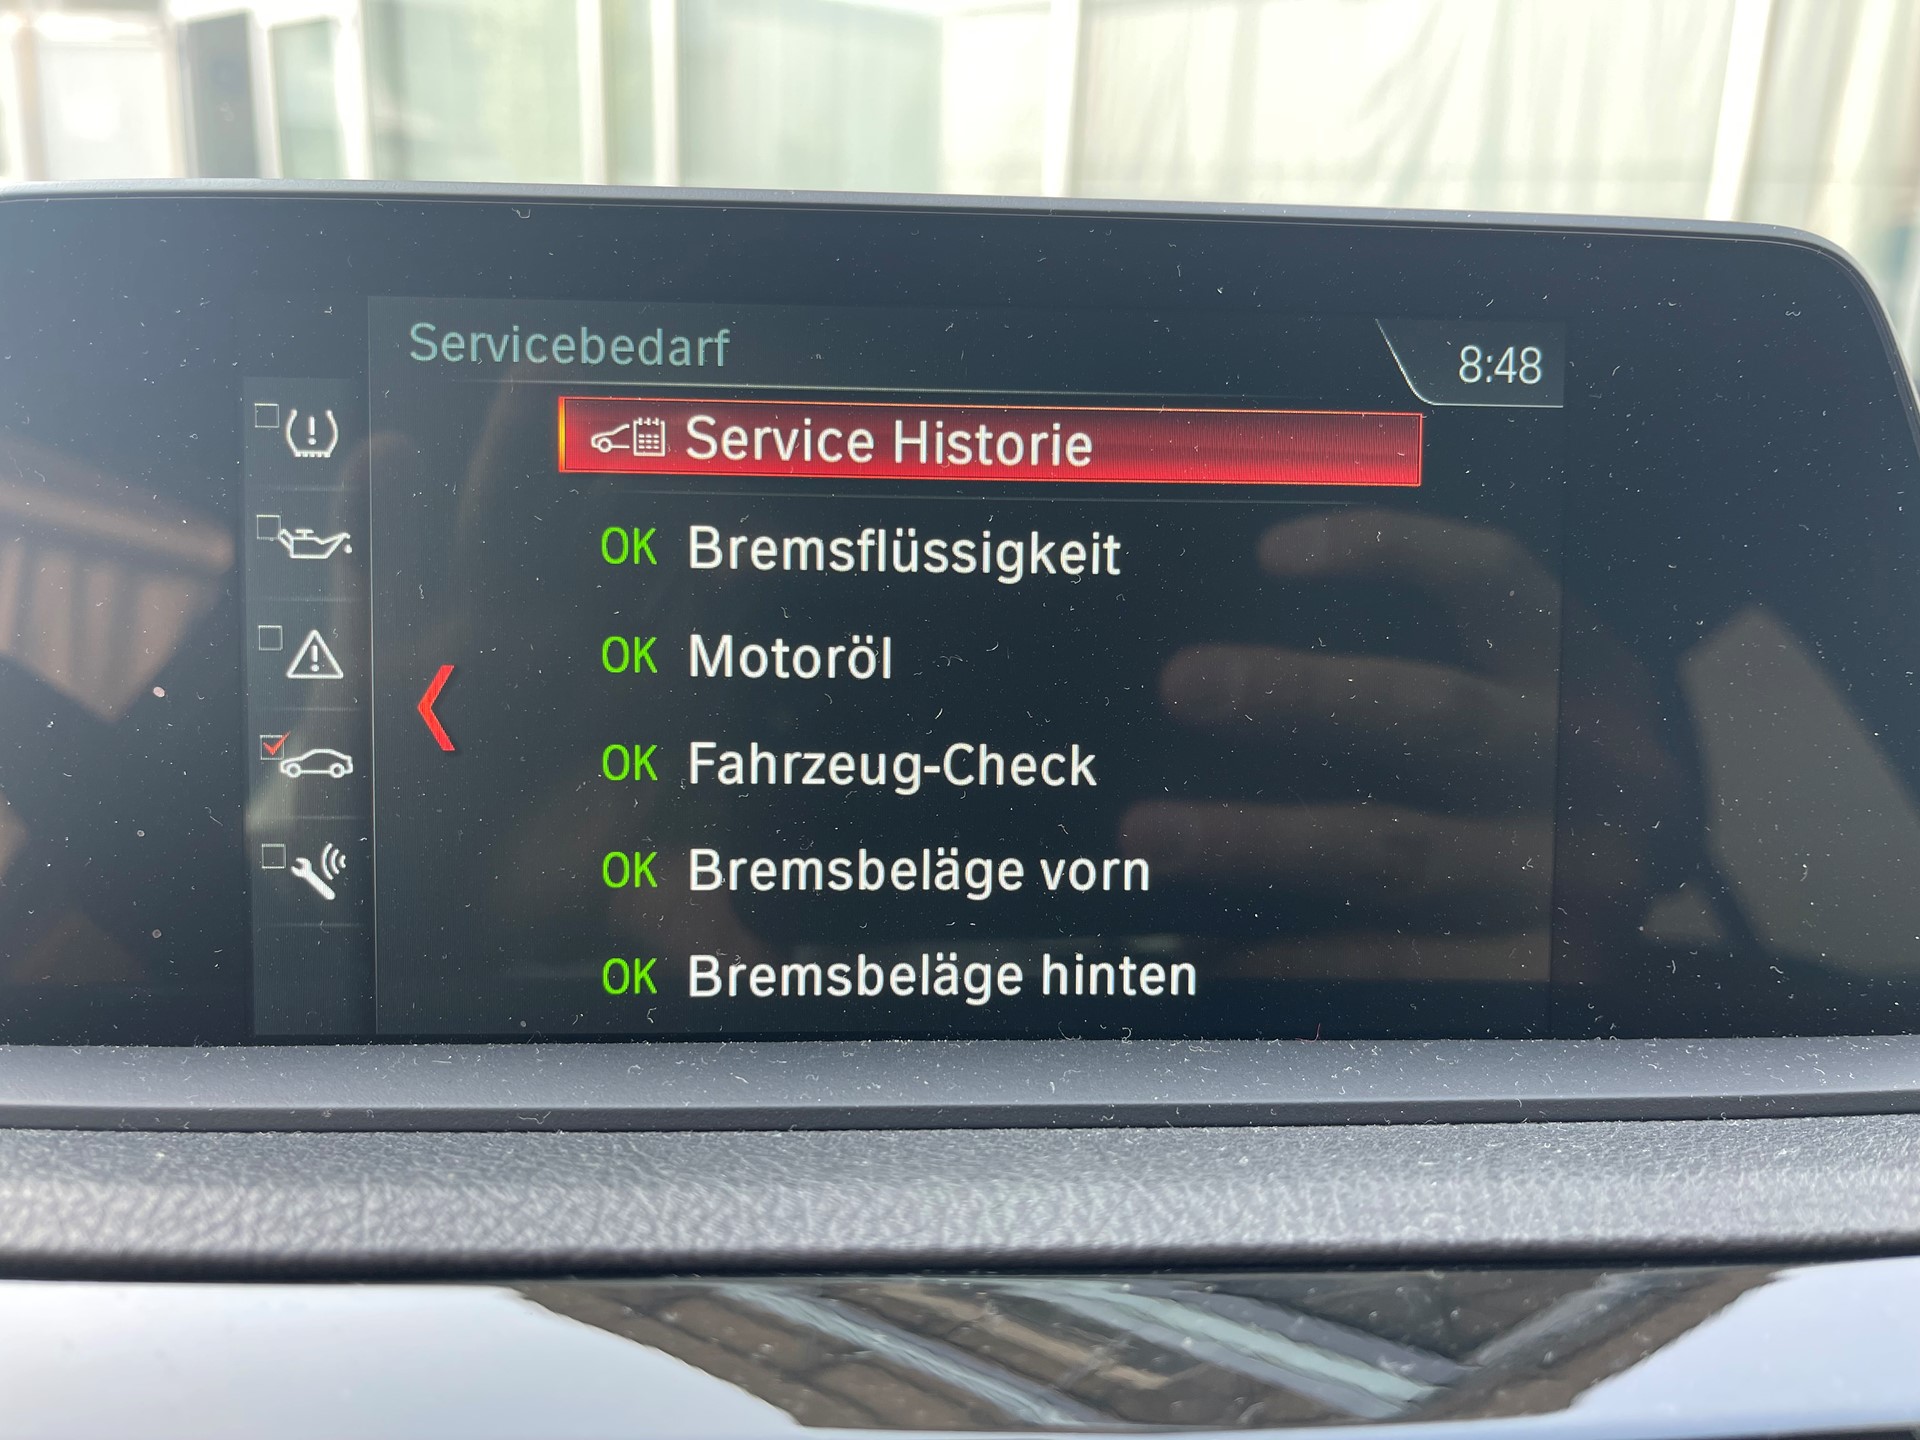 Servicebedarf
8:48
Service Historie
OK Bremsflüssigkeit
OK Motoröl
OK Fahrzeug-Check
OK Bremsbeläge vorn
OK Bremsbeläge hinten